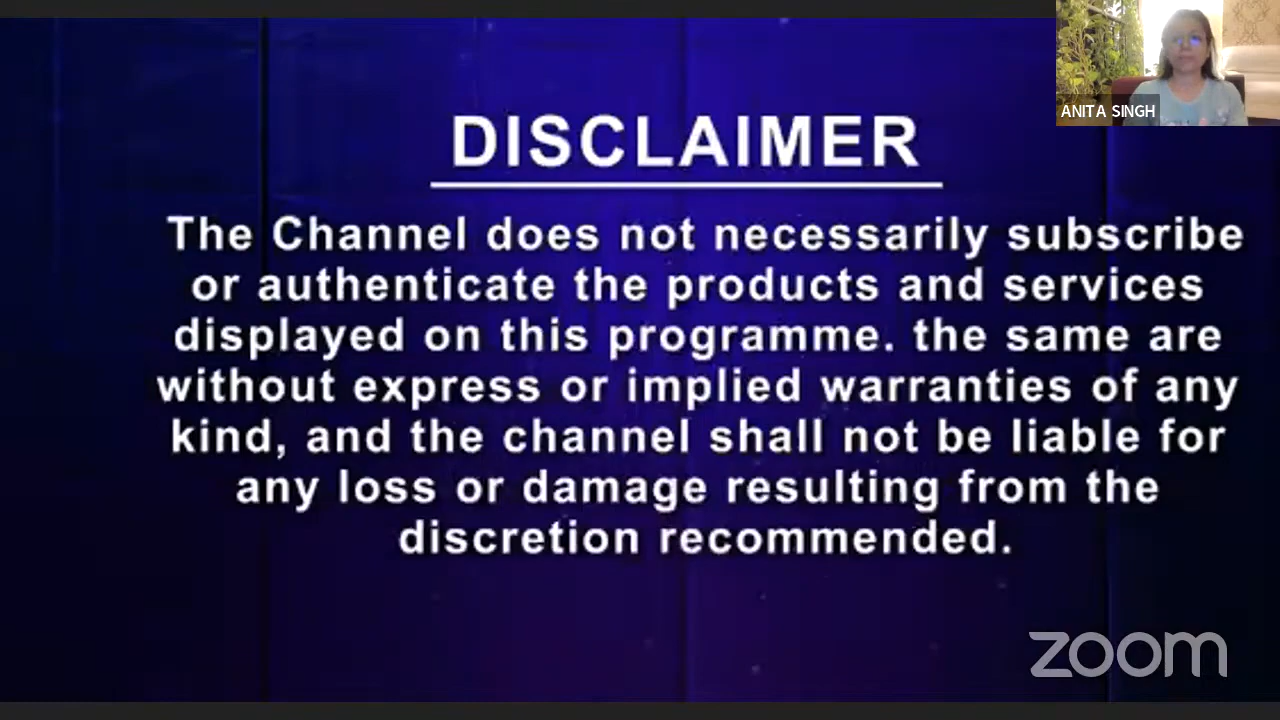 ANITA SINGH
DISCLAIMER
The Channel does not necessarily subscribe
or authenticate the products and services
displayed on this programme. the same are
without express or implied warranties of any
kind, and the channel shall not be liable for
any loss or damage resulting from the
discretion recommended.
zoom